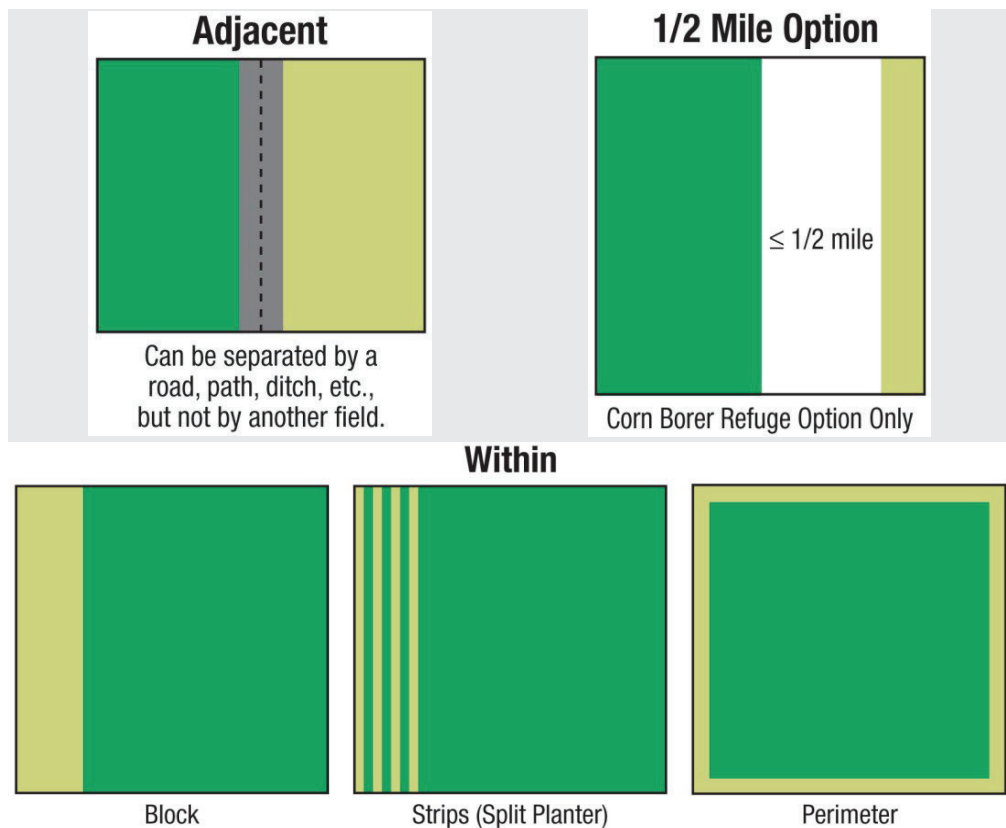 Adjacent
Can be separated by a
road, path, ditch, etc.,
but not by another field.
1/2 Mile Option
≤ 1/2 mile
Corn Borer Refuge Option Only
Within
Block
Strips (Split Planter)
Perimeter